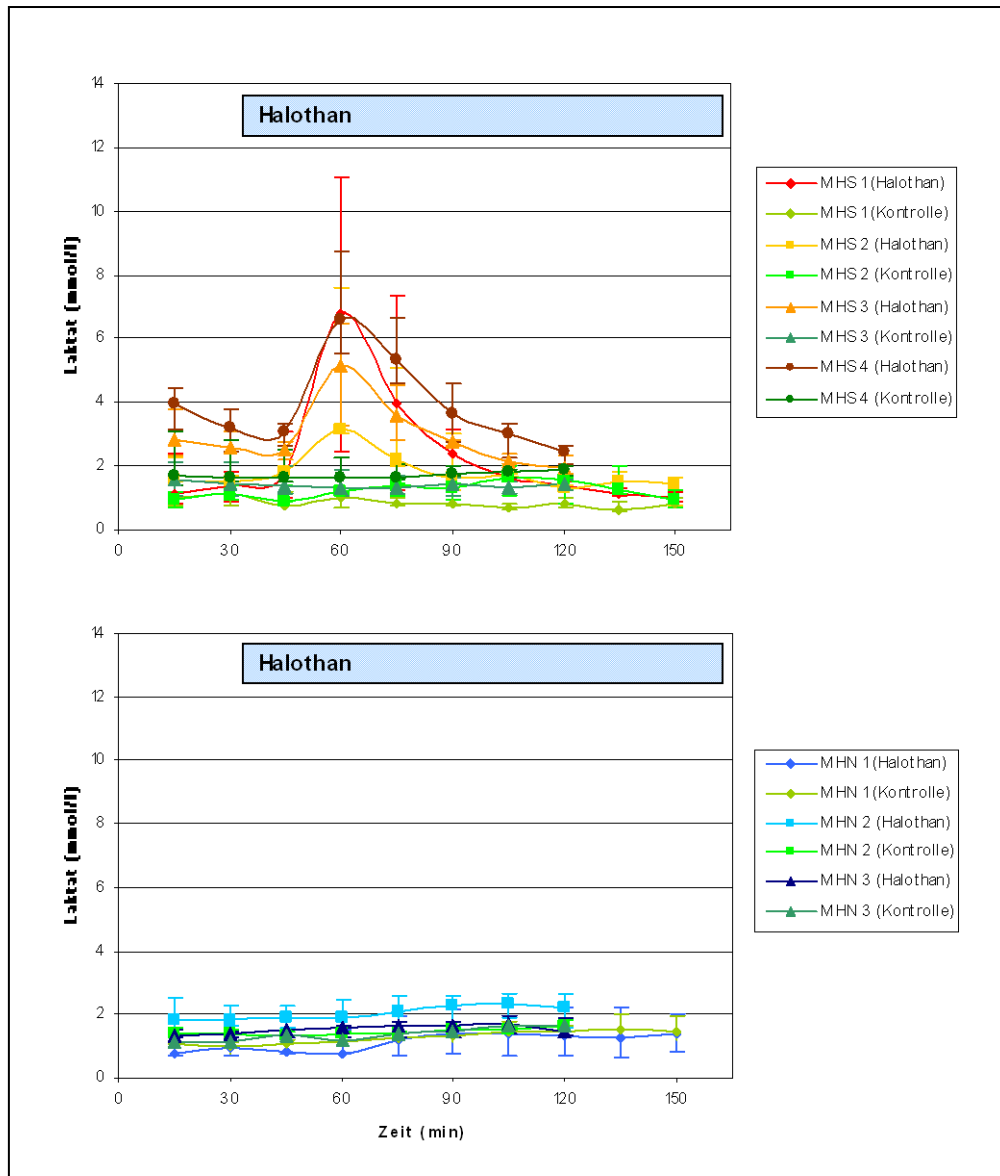 14
Halothan
12
10
8
6
4
2
0
Laktat (mmol/l)
0 30 60 90 120 150
MHS 1 (Halothan)
MHS 1 (Kontrolle)
MHS 2 (Halothan)
MHS 2 (Kontrolle)
MHS 3 (Halothan)
MHS 3 (Kontrolle)
MHS 4 (Halothan)
MHS 4 (Kontrolle)
14
Halothan
12
10
8
6
4
2
0
Laktat (mmol/l)
0 30 60 90 120 150
Zeit (min)
MHN 1 (Halothan)
MHN 1 (Kontrolle)
MHN 2 (Halothan)
MHN 2 (Kontrolle)
MHN 3 (Halothan)
MHN 3 (Kontrolle)